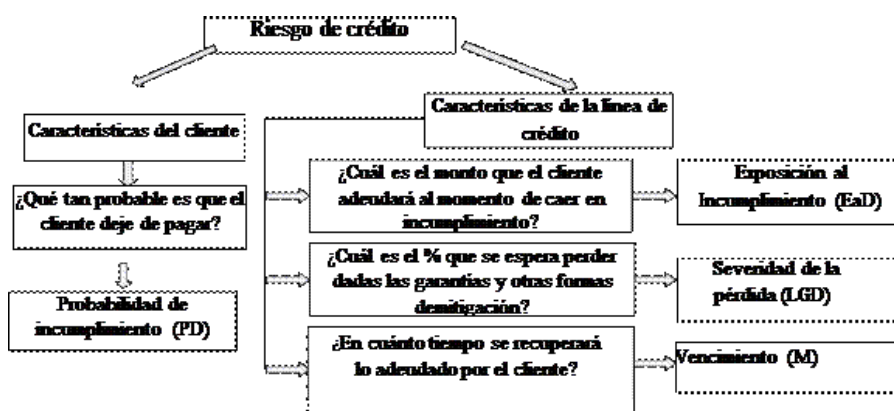 Riesgo de crédito
Características del cliente
¿Qué tan probable es que el
cliente deje de pagar?
Probabilidad de
incumplimiento (PD)
Características de la línea de
crédito
¿Cuál es el monto que el cliente
adeudará al momento de caer en
incumplimiento?
Exposición al
Incumplimiento (EaD)
¿Cuál es el % que se espera perder
dadas las garantías y otras formas
demitigación?
Severidad de la
pérdida (LGD)
¿En cuánto tiempo se recuperará
lo adeudado por el cliente?
Vencimiento (M)